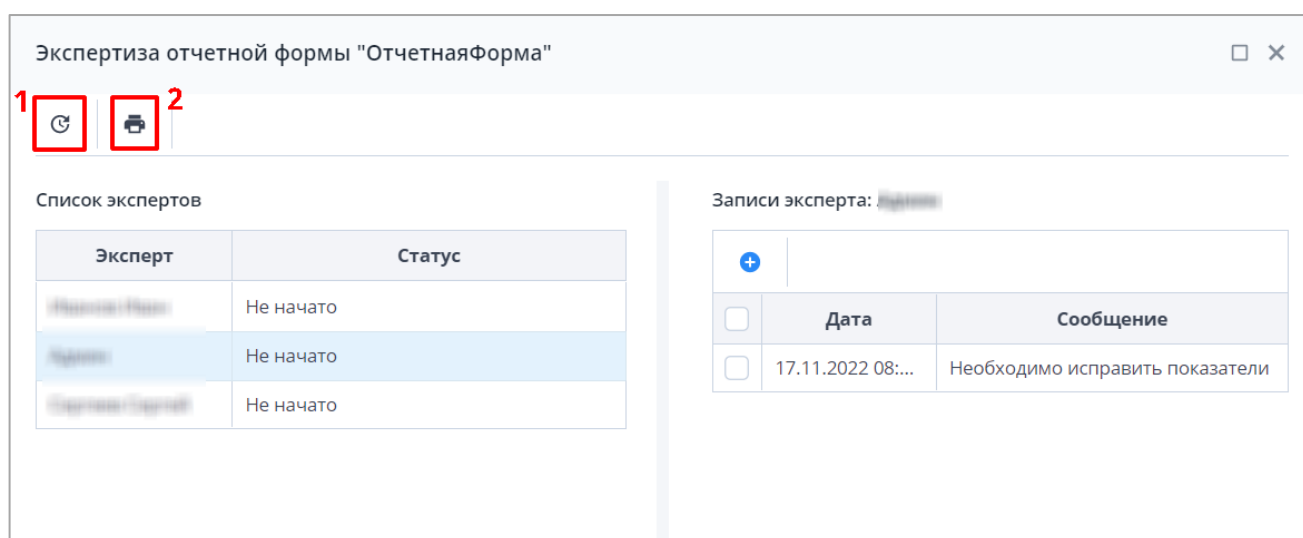 Экспертиза отчетной формы "ОтчетнаяФорма"
1
2
Список экспертов
Эксперт Статус
Не начато
Не начато
Не начато
Записи эксперта:
Дата Сообщение
17.11.2022 08:... Необходимо исправить показатели